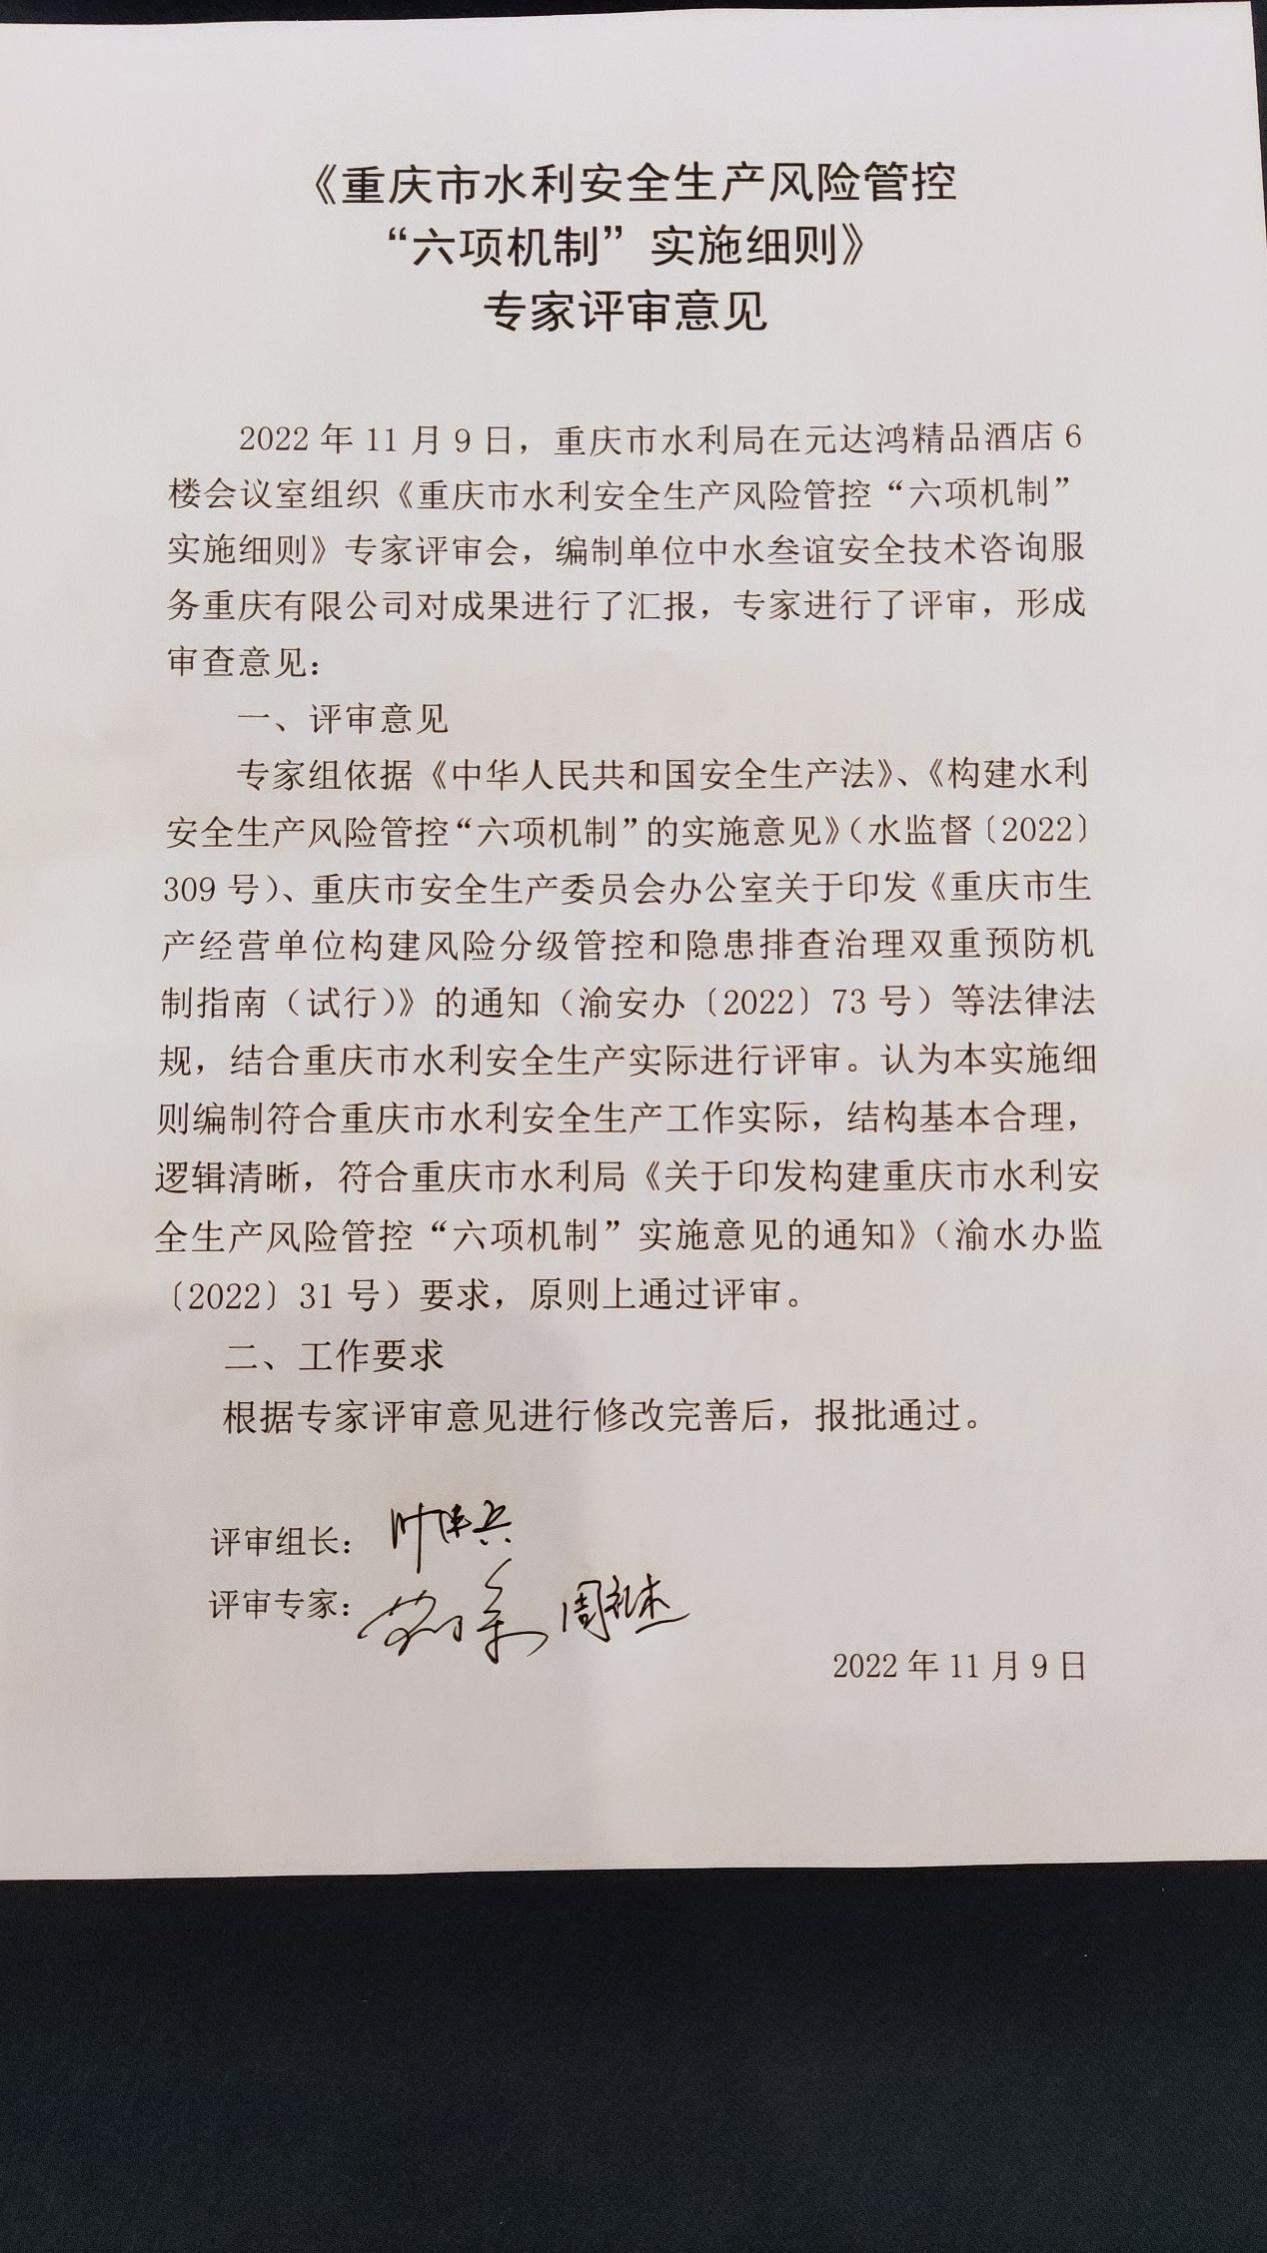 《重庆市水利安全生产风险管控
“六项机制”实施细则》
专家评审意见
2022 年 11 月 9 日，重庆市水利局在元达鸿精品酒店 6
楼会议室组织《重庆市水利安全生产风险管控“六项机制”
实施细则》专家评审会，编制单位中水叁谊安全技术咨询服
务重庆有限公司对成果进行了汇报，专家进行了评审，形成
审查意见：
一、评审意见
专家组依据《中华人民共和国安全生产法》、《构建水利
安全生产风险管控“六项机制”的实施意见》（水监督〔2022〕
309 号）、重庆市安全生产委员会办公室关于印发《重庆市生
产经营单位构建风险分级管控和隐患排查治理双重预防机
制指南（试行）》的通知（渝安办〔2022〕73 号）等法律法
规，结合重庆市水利安全生产实际进行评审。认为本实施细
则编制符合重庆市水利安全生产工作实际，结构基本合理，
逻辑清晰，符合重庆市水利局《关于印发构建重庆市水利安
全生产风险管控“六项机制”实施意见的通知》（渝水办监
〔2022〕31 号）要求，原则上通过评审。
二、工作要求
根据专家评审意见进行修改完善后，报批通过。
评审组长：
评审专家： 周礼杰
2022 年 11 月 9 日